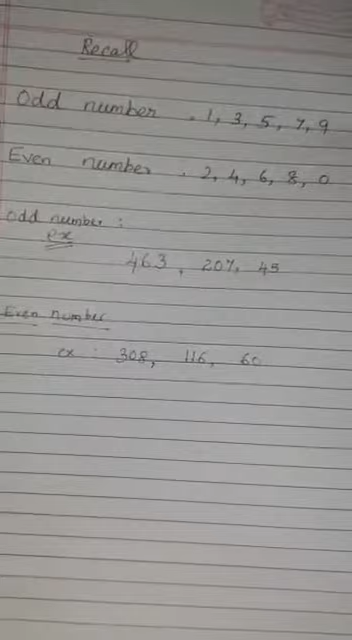 Recall
Odd number . 1, 3, 5, 7, 9
Even number . 2, 4, 6, 8, 0
odd number :
ex
463, 207, 45
Even number
ex : 308, 116, 60